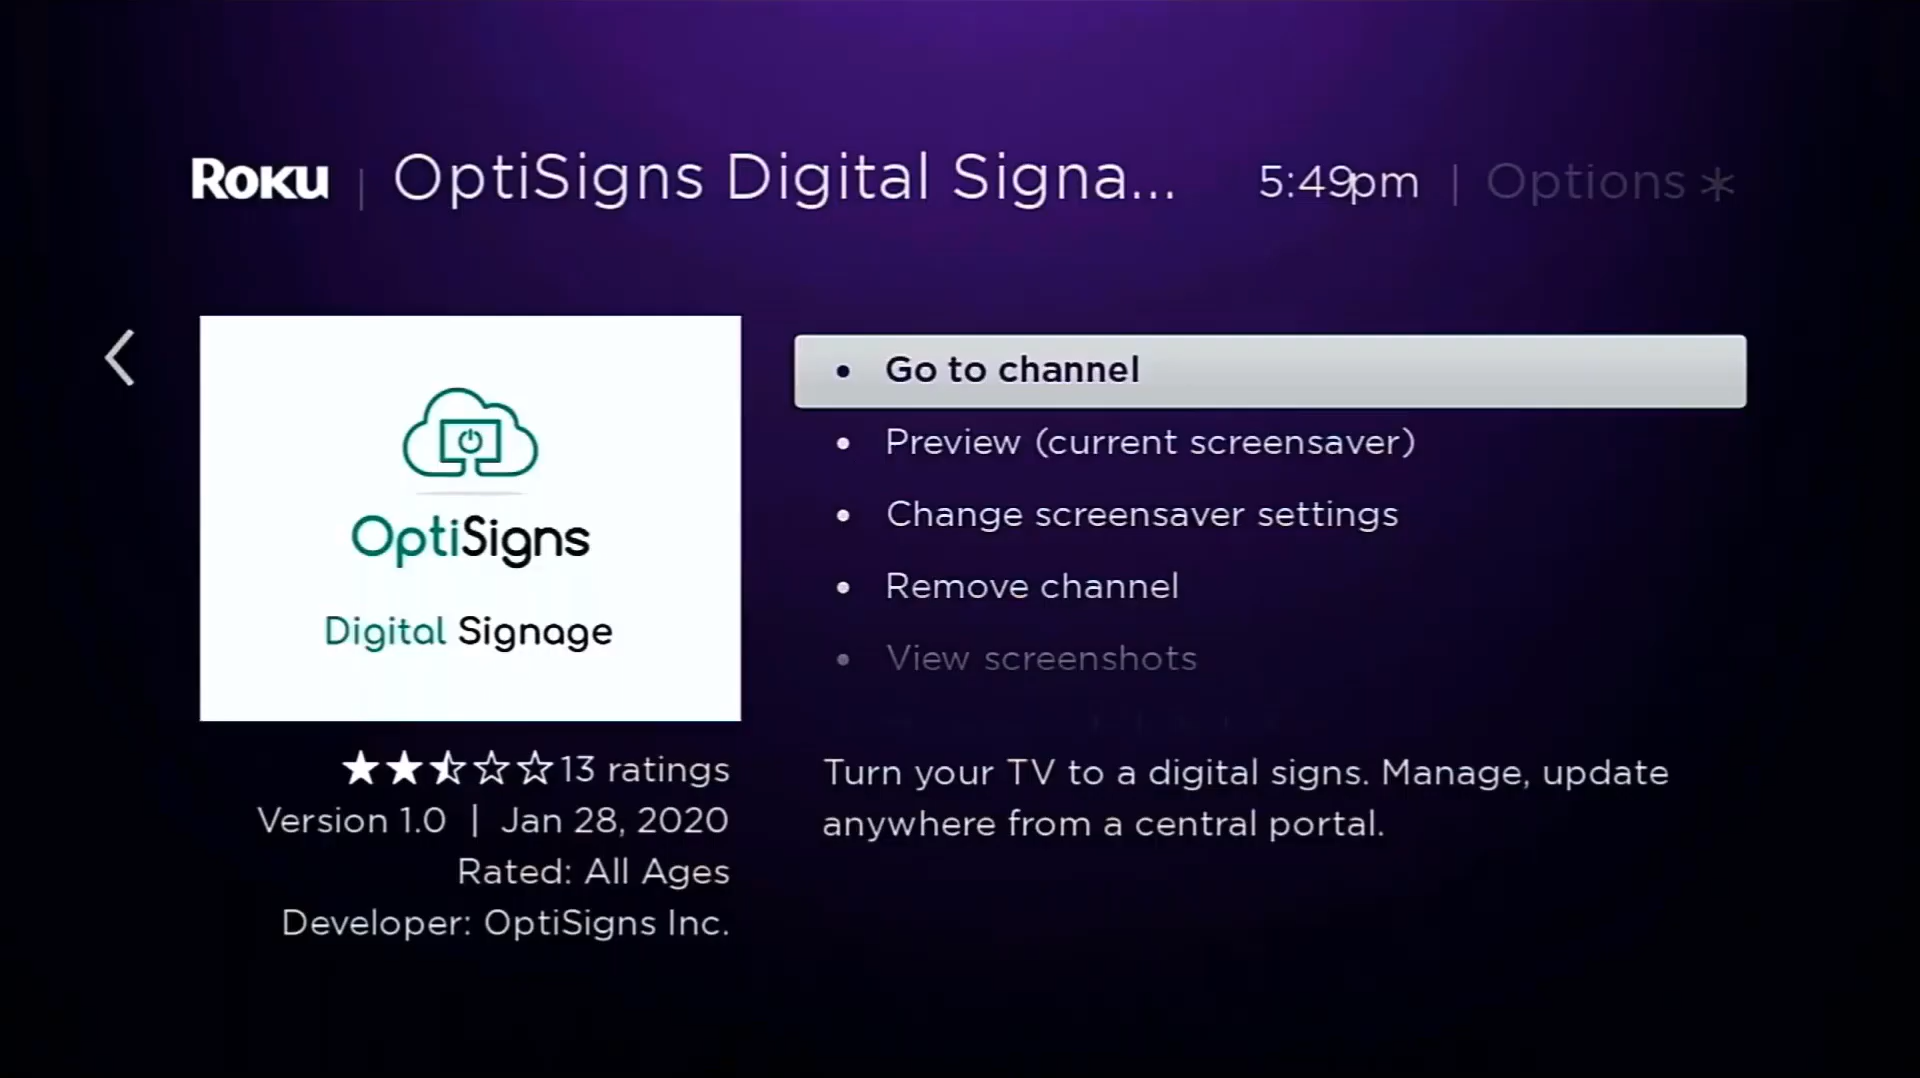 Roku | OptiSigns Digital Signa... 5:49pm | Options *
OptiSigns
Digital Signage
• Go to channel
• Preview (current screensaver)
• Change screensaver settings
• Remove channel
• View screenshots
13 ratings
Version 1.0 | Jan 28, 2020
Rated: All Ages
Developer: OptiSigns Inc.
Turn your TV to a digital signs. Manage, update
anywhere from a central portal.